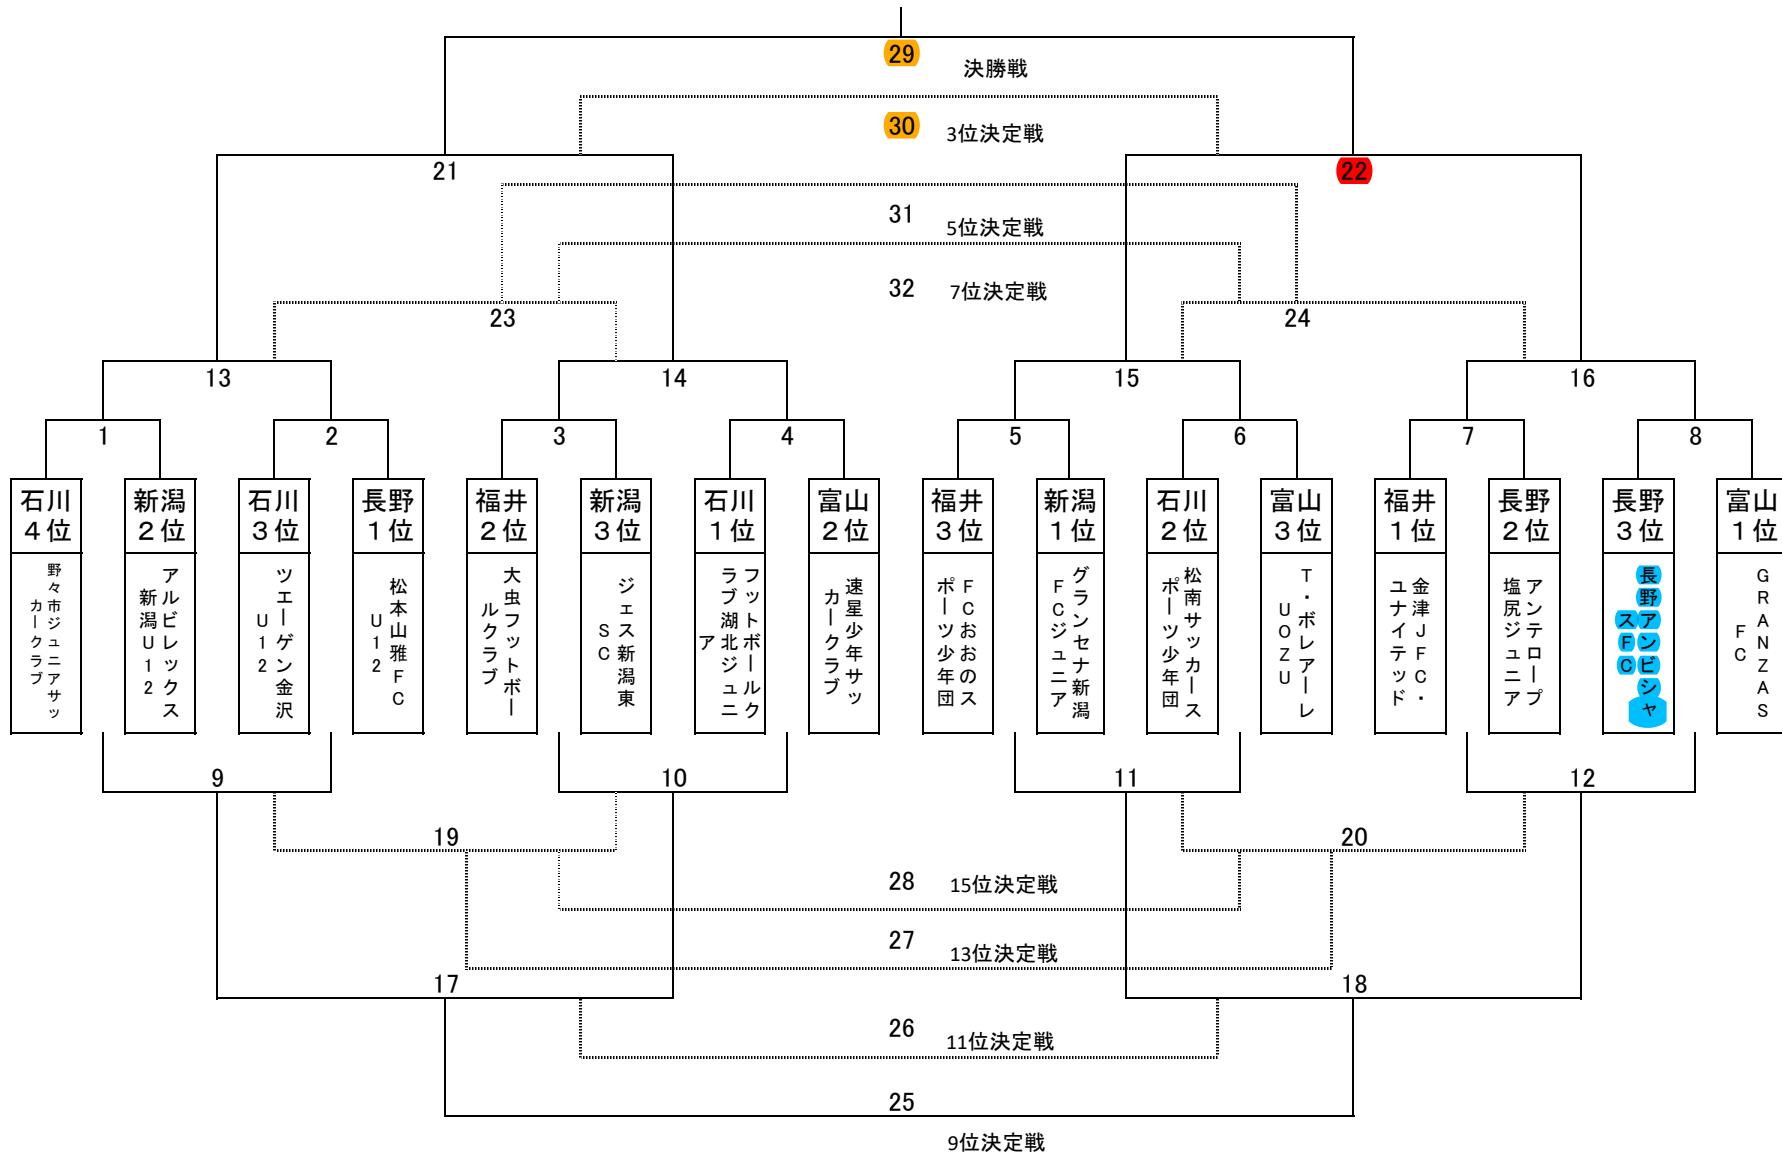 29
決勝戦
30
3位決定戦
21
22
31
5位決定戦
32
7位決定戦
23
24
13
14
15
16
1
2
3
4
5
6
7
8
石川
4位
新潟
2位
石川
3位
長野
1位
福井
2位
新潟
3位
石川
1位
富山
2位
福井
3位
新潟
1位
石川
2位
富山
3位
福井
1位
長野
2位
長野
3位
富山
1位
野々市ジュニアサッ
カークラブ
アルビレックス
新潟U12
ツエーゲン金沢
U12
松本山雅FC
U12
大虫フットボー
ルクラブ
ジェス新潟東
SC
フットボールク
ラブ湖北ジュニ
ア
速星少年サッ
カークラブ
FCおおのス
ポーツ少年団
グランセナ新潟
FCジュニア
松南サッカース
ポーツ少年団
T・ボレアーレ
UOZU
金津JFC・
ユナイテッド
アンテロープ
塩尻ジュニア
長野アンビシャ
スFC
GRANZAS
FC
9
10
11
12
19
20
28
15位決定戦
27
13位決定戦
17
18
26
11位決定戦
25
9位決定戦